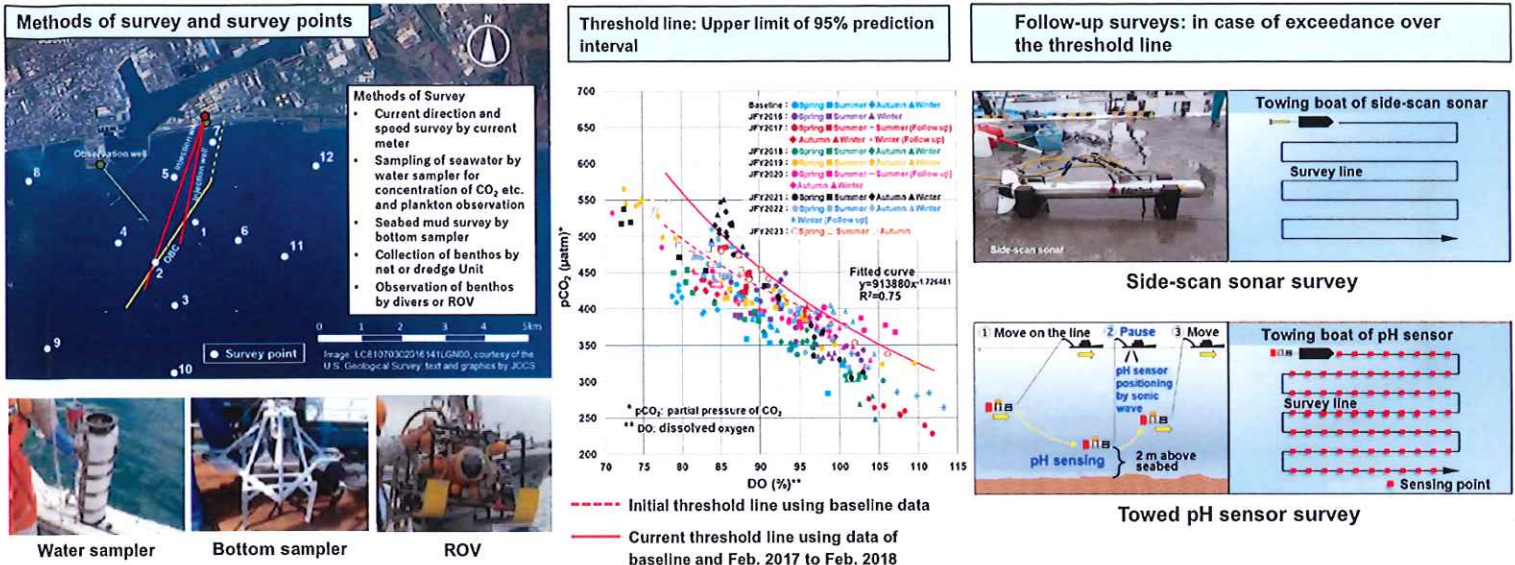 Methods of survey and survey points
N
Methods of Survey
• Current direction and
speed survey by current
meter
• Sampling of seawater by
water sampler for
concentration of CO₂ etc.
and plankton observation
• Seabed mud survey by
bottom sampler
• Collection of benthos by
net or dredge Unit
• Observation of benthos
by divers or ROV
Observation well
Injection well
Injection well
OBC
7
8
5
12
1
4
6
11
2
3
9
10
0 1 2 3 4 5km
Survey point
Image: LC81070302016141LGN00, courtesy of the
U.S. Geological Survey; text and graphics by JCCS
Water sampler
Bottom sampler
ROV
Threshold line: Upper limit of 95% prediction
interval
700
650
600
550
500
450
400
350
300
250
200
pCO₂ (µatm)*
Baseline : Spring Summer Autumn Winter
JFY2016 : Spring Summer Winter
JFY2017 : Spring Summer Summer (Follow up)
Autumn Winter Winter (Follow up)
JFY2018 : Spring Summer Autumn Winter
JFY2019 : Spring Summer Autumn Winter
JFY2020 : Spring Summer Summer (Follow up)
Autumn Winter
JFY2021 : Spring Summer Autumn Winter
JFY2022 : Spring Summer Autumn Winter
Winter (Follow up)
JFY2023 : Spring Summer Autumn
Fitted curve
y=913880x⁻¹·⁷²⁶⁴⁸¹
R²=0.75
* pCO₂: partial pressure of CO₂
** DO: dissolved oxygen
70 75 80 85 90 95 100 105 110 115
DO (%)**
Initial threshold line using baseline data
Current threshold line using data of
baseline and Feb. 2017 to Feb. 2018
Follow-up surveys: in case of exceedance over
the threshold line
Side-scan sonar
Towing boat of side-scan sonar
Survey line
Side-scan sonar survey
① Move on the line
② Pause
③ Move
pH sensor
positioning
by sonic
wave
pH sensing
2 m above
seabed
Towing boat of pH sensor
Survey line
Sensing point
Towed pH sensor survey